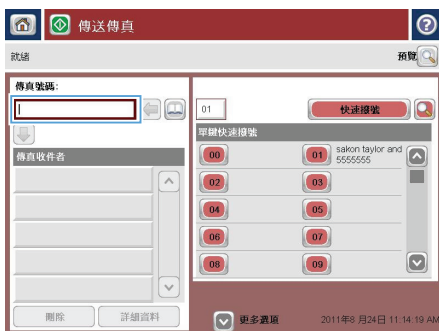 傳送傳真
就緒
預覽
傳真號碼:
01
快速撥號
單鍵快速撥號
傳真收件者
00
01
sakon taylor and
5555555
02
03
04
05
06
07
08
09
刪除
詳細資料
更多選項
2011年8 月24日 11:14:19 AM